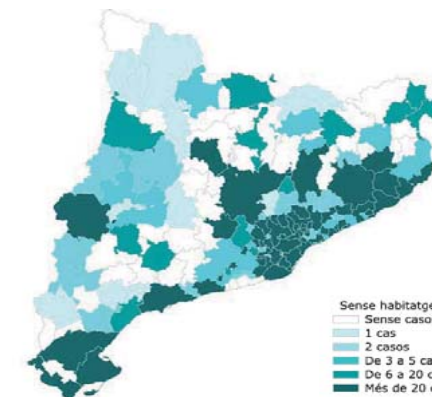 Sense habitatge
Sense casos
1 cas
2 casos
De 3 a 5 ca
De 6 a 20 c
Més de 20 c